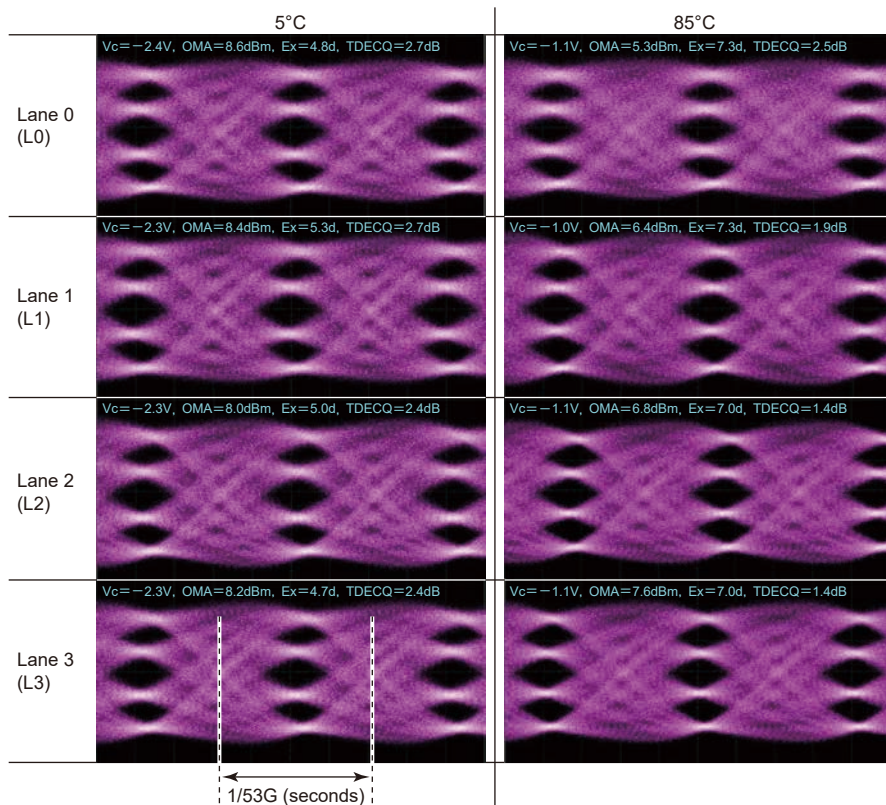 5°C
85°C
Lane 0
(L0)
Vc=−2.4V, OMA=8.6dBm, Ex=4.8d, TDECQ=2.7dB
Vc=−1.1V, OMA=5.3dBm, Ex=7.3d, TDECQ=2.5dB
Lane 1
(L1)
Vc=−2.3V, OMA=8.4dBm, Ex=5.3d, TDECQ=2.7dB
Vc=−1.0V, OMA=6.4dBm, Ex=7.3d, TDECQ=1.9dB
Lane 2
(L2)
Vc=−2.3V, OMA=8.0dBm, Ex=5.0d, TDECQ=2.4dB
Vc=−1.1V, OMA=6.8dBm, Ex=7.0d, TDECQ=1.4dB
Lane 3
(L3)
Vc=−2.3V, OMA=8.2dBm, Ex=4.7d, TDECQ=2.4dB
Vc=−1.1V, OMA=7.6dBm, Ex=7.0d, TDECQ=1.4dB
1/53G (seconds)